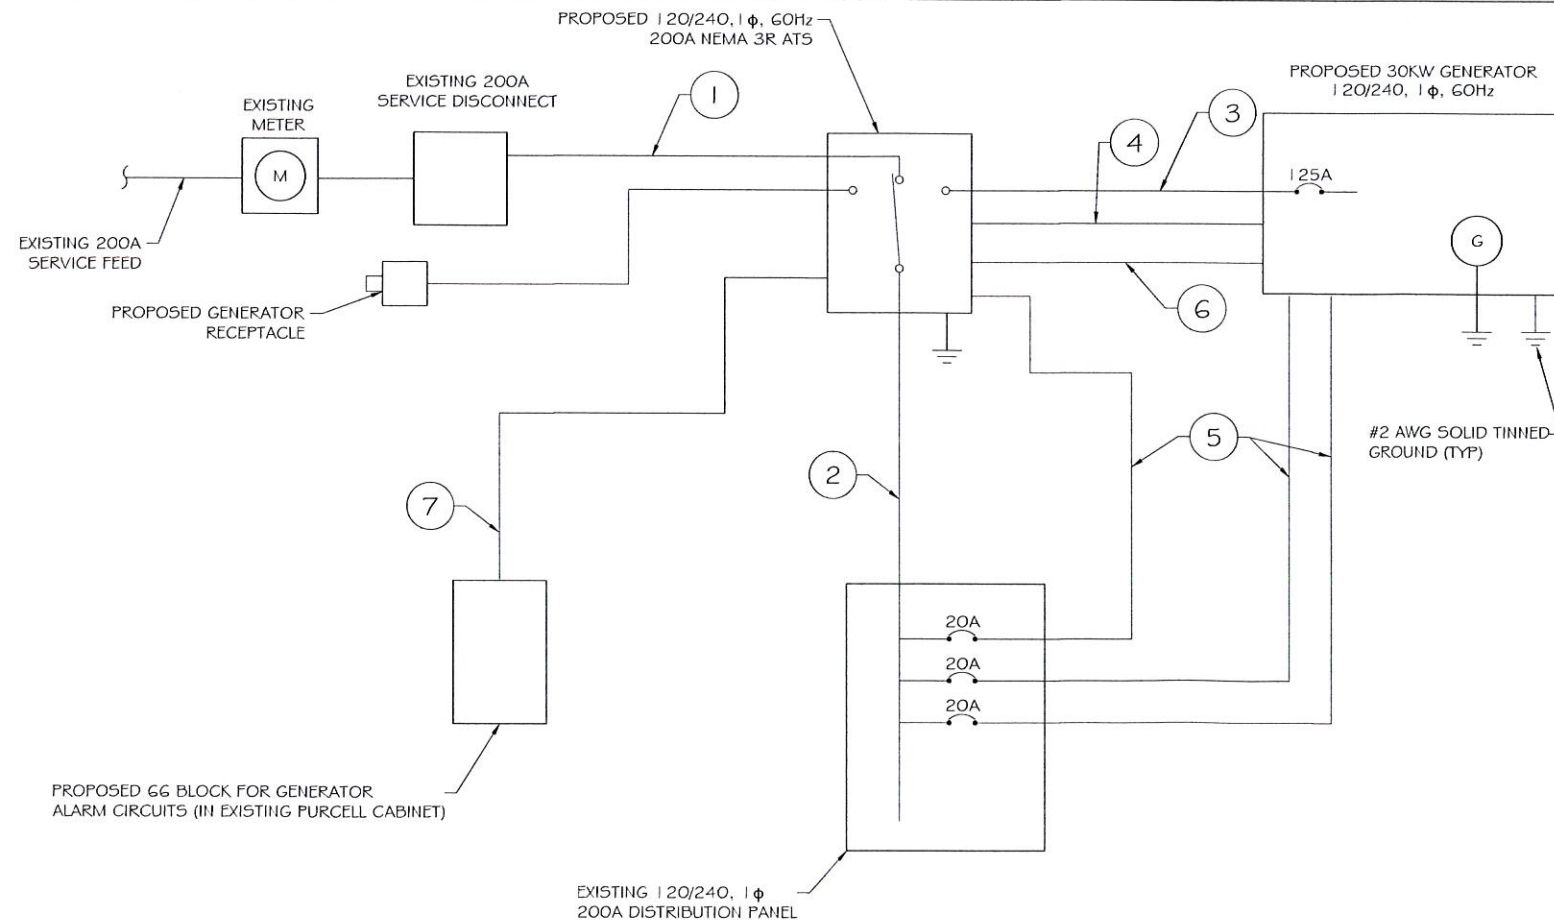 PROPOSED 120/240, 1ϕ, 60Hz
200A NEMA 3R ATS
EXISTING 200A
SERVICE DISCONNECT
EXISTING
METER
M
1
PROPOSED 30KW GENERATOR
120/240, 1ϕ, 60Hz
3
4
125A
G
EXISTING 200A
SERVICE FEED
PROPOSED GENERATOR
RECEPTACLE
6
#2 AWG SOLID TINNED
GROUND (TYP)
5
2
7
20A
20A
20A
PROPOSED 66 BLOCK FOR GENERATOR
ALARM CIRCUITS (IN EXISTING PURCELL CABINET)
EXISTING 120/240, 1ϕ
200A DISTRIBUTION PANEL